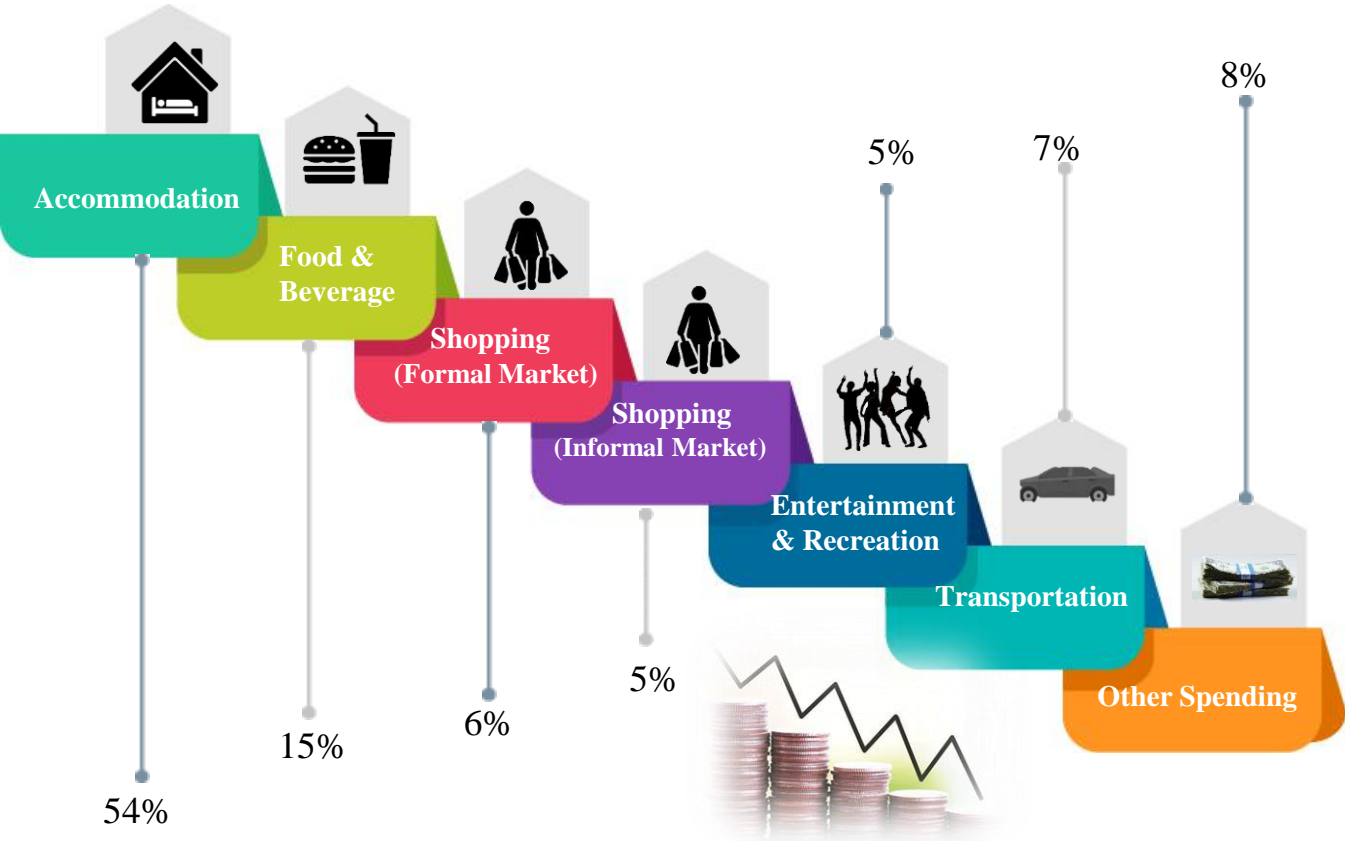 Accommodation
54%
Food &
Beverage
15%
Shopping
(Formal Market)
6%
Shopping
(Informal Market)
5%
5%
Entertainment
& Recreation
7%
Transportation
8%
Other Spending